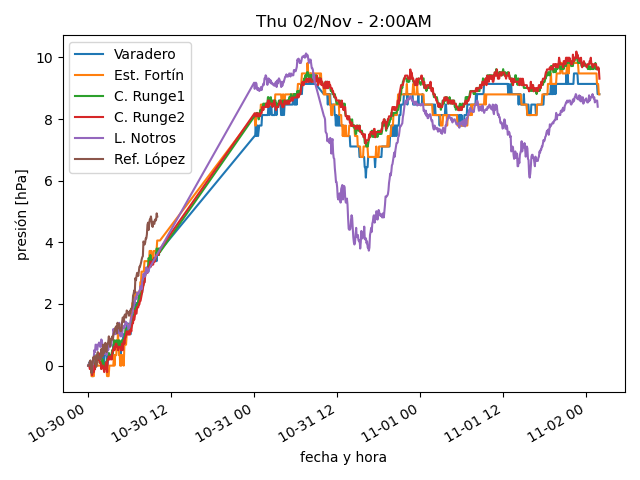 Thu 02/Nov - 2:00AM
Varadero
Est. Fortín
C. Runge1
C. Runge2
L. Notros
Ref. López
presión [hPa]
10
8
6
4
2
0
10-30 00
10-30 12
10-31 00
10-31 12
11-01 00
11-01 12
11-02 00
fecha y hora